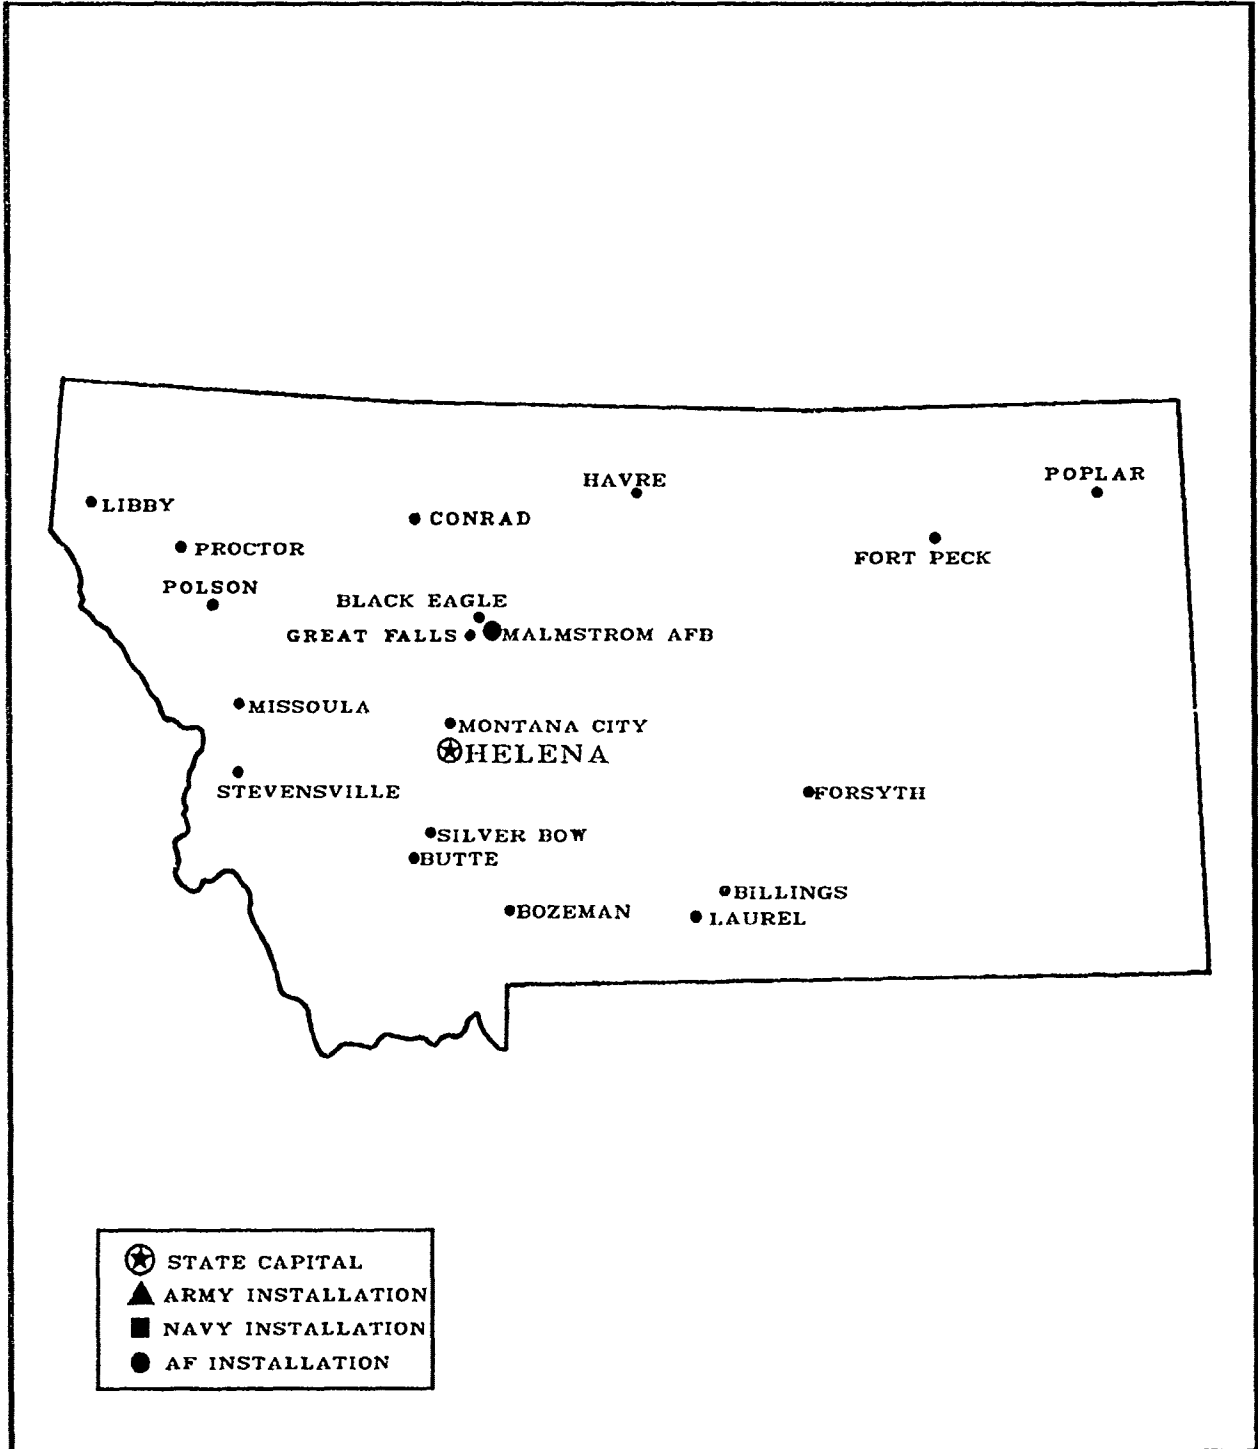 HAVRE
POPLAR
LIBBY
CONRAD
PROCTOR
FORT PECK
POLSON
BLACK EAGLE
GREAT FALLS
MALMSTROM AFB
MISSOULA
MONTANA CITY
HELENA
STEVENSVILLE
FORSYTH
SILVER BOW
BUTTE
BILLINGS
BOZEMAN
LAUREL
STATE CAPITAL
ARMY INSTALLATION
NAVY INSTALLATION
AF INSTALLATION